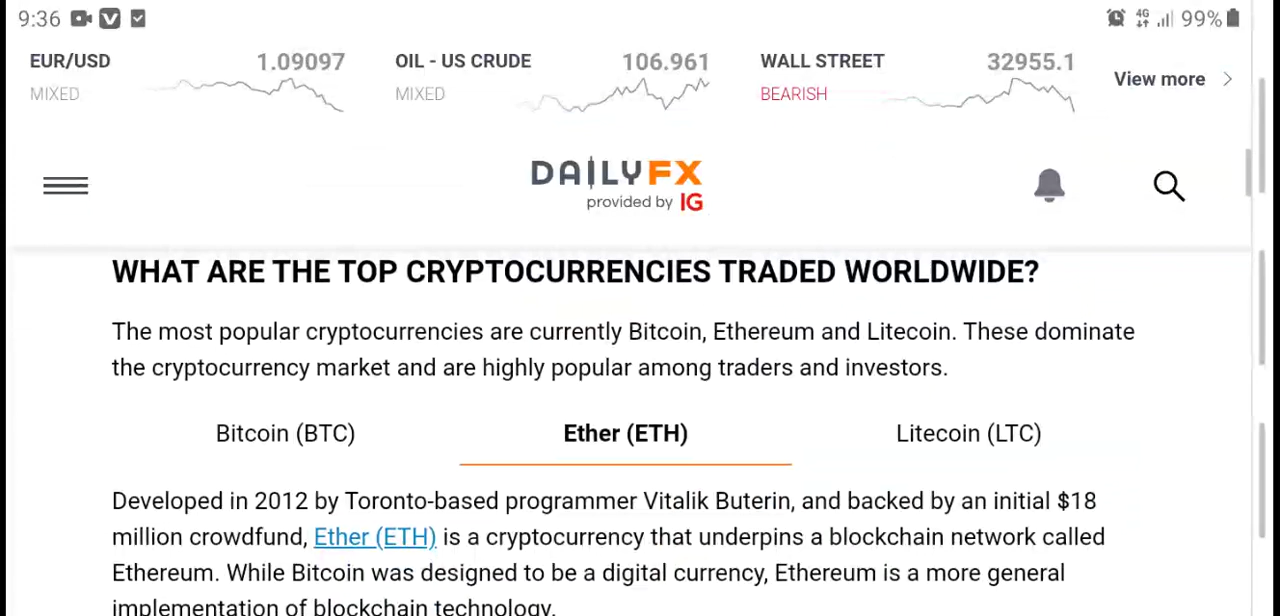 9:36 4G 99%
EUR/USD 1.09097 OIL - US CRUDE 106.961 WALL STREET 32955.1
MIXED MIXED BEARISH View more
DAILYFX
provided by IG
WHAT ARE THE TOP CRYPTOCURRENCIES TRADED WORLDWIDE?
The most popular cryptocurrencies are currently Bitcoin, Ethereum and Litecoin. These dominate
the cryptocurrency market and are highly popular among traders and investors.
Bitcoin (BTC) Ether (ETH) Litecoin (LTC)
Developed in 2012 by Toronto-based programmer Vitalik Buterin, and backed by an initial $18
million crowdfund, Ether (ETH) is a cryptocurrency that underpins a blockchain network called
Ethereum. While Bitcoin was designed to be a digital currency, Ethereum is a more general
implementation of blockchain technology.